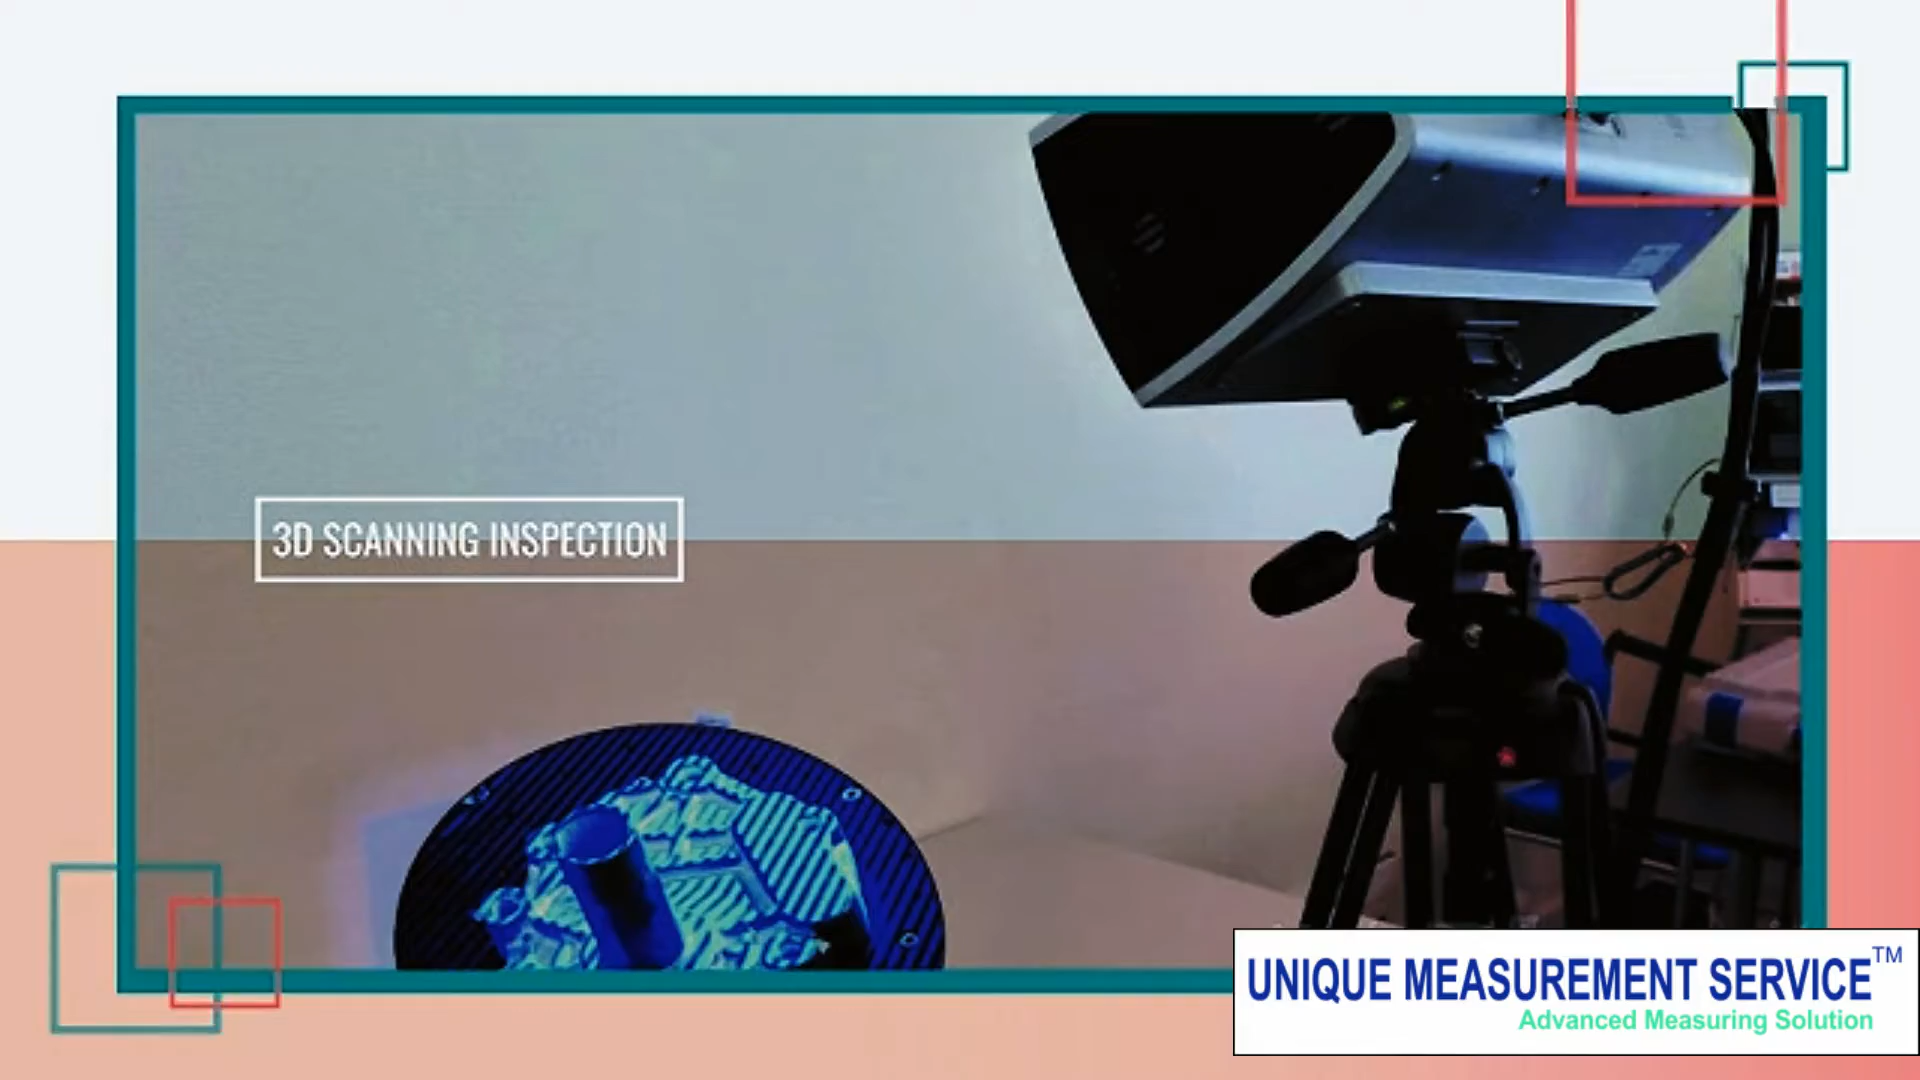 3D SCANNING INSPECTION
UNIQUE MEASUREMENT SERVICE™
Advanced Measuring Solution